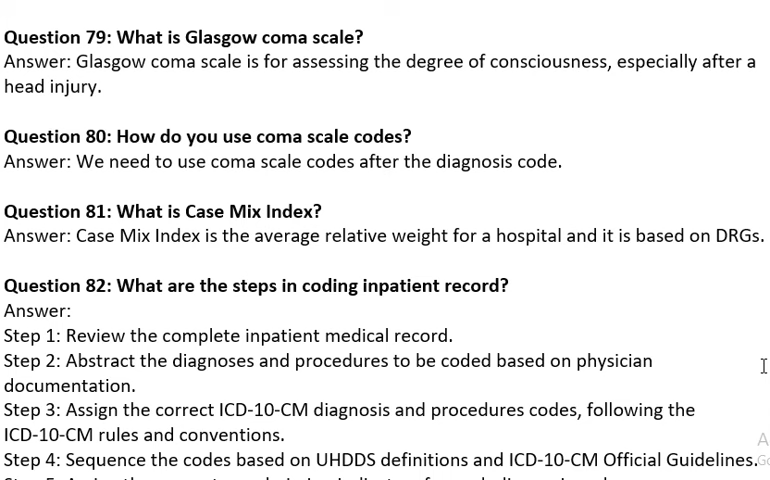 Question 79: What is Glasgow coma scale?
Answer: Glasgow coma scale is for assessing the degree of consciousness, especially after a
head injury.
Question 80: How do you use coma scale codes?
Answer: We need to use coma scale codes after the diagnosis code.
Question 81: What is Case Mix Index?
Answer: Case Mix Index is the average relative weight for a hospital and it is based on DRGs.
Question 82: What are the steps in coding inpatient record?
Answer:
Step 1: Review the complete inpatient medical record.
Step 2: Abstract the diagnoses and procedures to be coded based on physician
documentation.
Step 3: Assign the correct ICD-10-CM diagnosis and procedures codes, following the
ICD-10-CM rules and conventions.
Step 4: Sequence the codes based on UHDDS definitions and ICD-10-CM Official Guidelines.